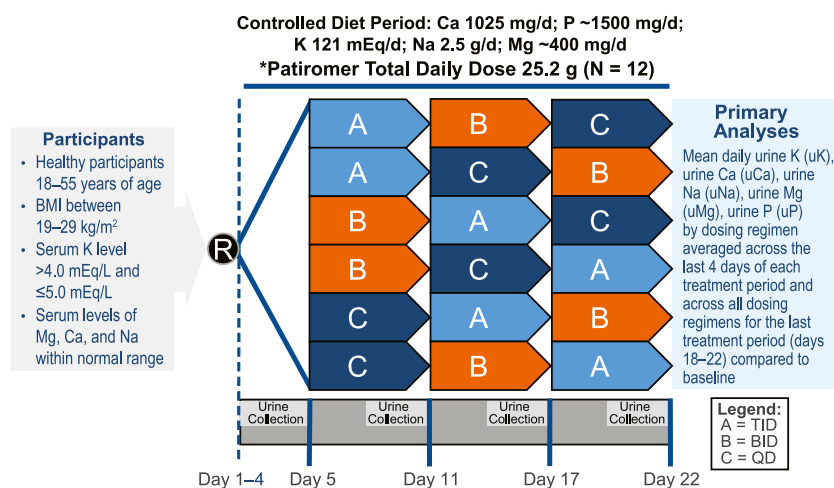 Controlled Diet Period: Ca 1025 mg/d; P ~1500 mg/d;
K 121 mEq/d; Na 2.5 g/d; Mg ~400 mg/d
*Patiromer Total Daily Dose 25.2 g (N = 12)
Participants
• Healthy participants
18–55 years of age
• BMI between
19–29 kg/m²
• Serum K level
>4.0 mEq/L and
≤5.0 mEq/L
• Serum levels of
Mg, Ca, and Na
within normal range
R
A B C
A C B
B A C
B C A
C A B
C B A
Primary
Analyses
Mean daily urine K (uK),
urine Ca (uCa), urine
Na (uNa), urine Mg
(uMg), urine P (uP)
by dosing regimen
averaged across the
last 4 days of each
treatment period and
across all dosing
regimens for the last
treatment period (days
18–22) compared to
baseline
Urine Urine Urine Urine
Collection Collection Collection Collection
Day 1–4 Day 5 Day 11 Day 17 Day 22
Legend:
A = TID
B = BID
C = QD